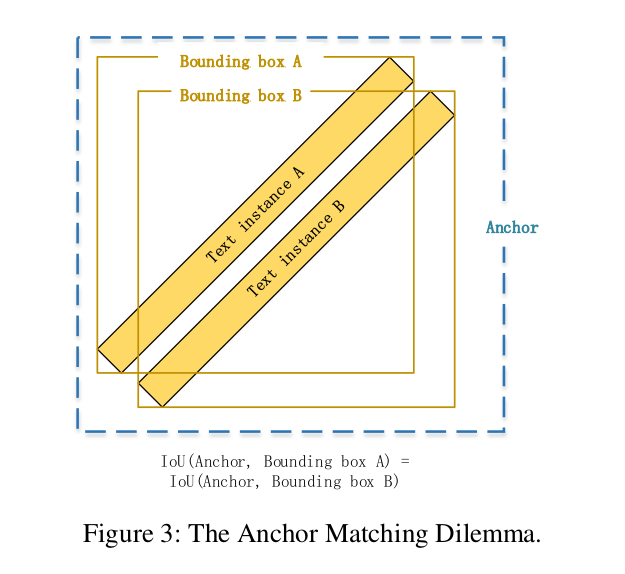 Bounding box A
Bounding box B
Text instance A
Text instance B
Anchor
IoU(Anchor, Bounding box A) =
IoU(Anchor, Bounding box B)
Figure 3: The Anchor Matching Dilemma.